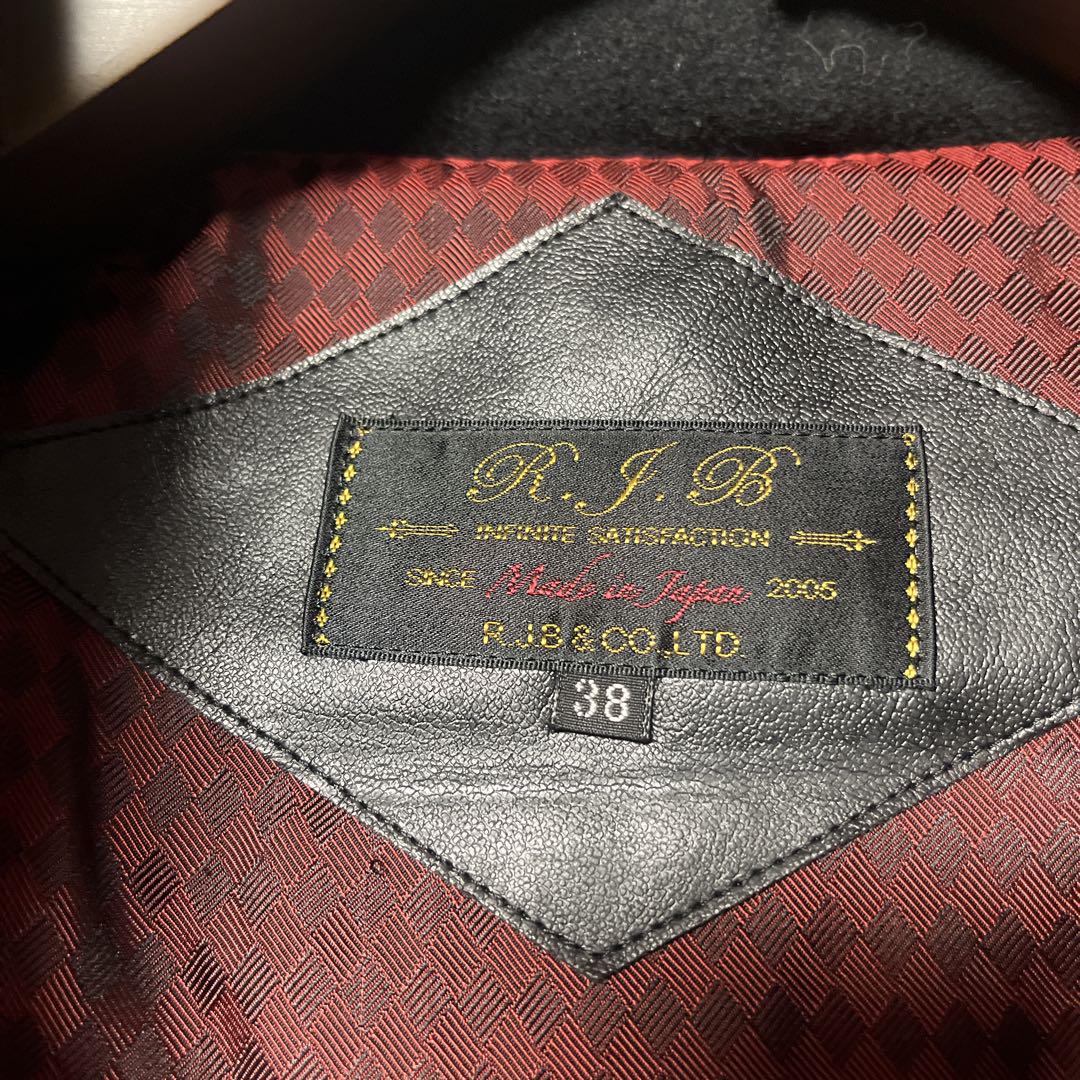 R.J.B
INFINITE SATISFACTION
SINCE Made in Japan 2005
R.J.B & CO.,LTD.
38